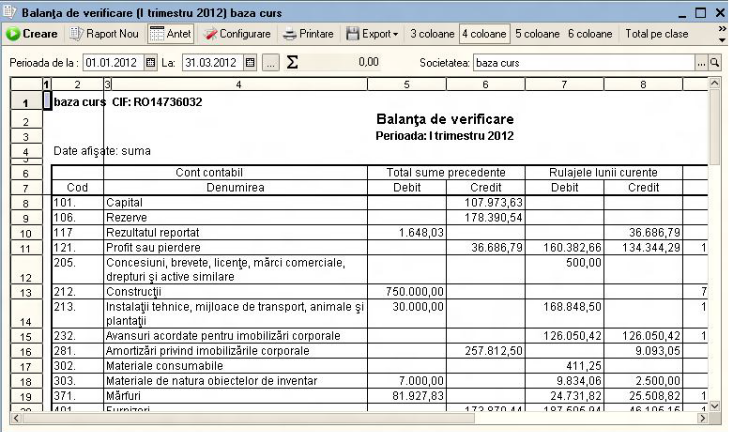 Balanţa de verificare (I trimestru 2012) baza curs
Creare Raport Nou Antet Configurare Printare Export 3 coloane 4 coloane 5 coloane 6 coloane Total pe clase
Perioada de la : 01.01.2012 La: 31.03.2012 ... Σ 0,00 Societatea: baza curs ...
1 2 3 4 5 6 7 8
1 baza curs CIF: RO14736032
2 Balanţa de verificare
3 Perioada: I trimestru 2012
4 Date afişate: suma
5
6 Cont contabil Total sume precedente Rulajele lunii curente
7 Cod Denumirea Debit Credit Debit Credit
8 101. Capital 107.973,63
9 106. Rezerve 178.390,54
10 117 Rezultatul reportat 1.648,03 36.686,79
11 121. Profit sau pierdere 36.686,79 160.382,66 134.344,29 1
205. Concesiuni, brevete, licenţe, mărci comerciale, 500,00
12 drepturi şi active similare
13 212. Construcţii 750.000,00 7
213. Instalaţii tehnice, mijloace de transport, animale şi 30.000,00 168.848,50 1
14 plantaţii
15 232. Avansuri acordate pentru imobilizări corporale 126.050,42 126.050,42 1
16 281. Amortizări privind imobilizările corporale 257.812,50 9.093,05
17 302. Materiale consumabile 411,25
18 303. Materiale de natura obiectelor de inventar 7.000,00 9.834,06 2.500,00
19 371. Mărfuri 81.927,83 24.731,82 25.508,82 1
20 401. Furnizori